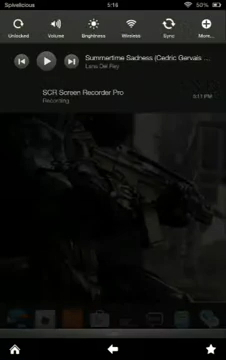 Spivelicious 5:16 50%
Unlocked Volume Brightness Wireless Sync More...
Summertime Sadness (Cedric Gervais ...
Lana Del Rey
SCR Screen Recorder Pro
Recording 5:11 PM